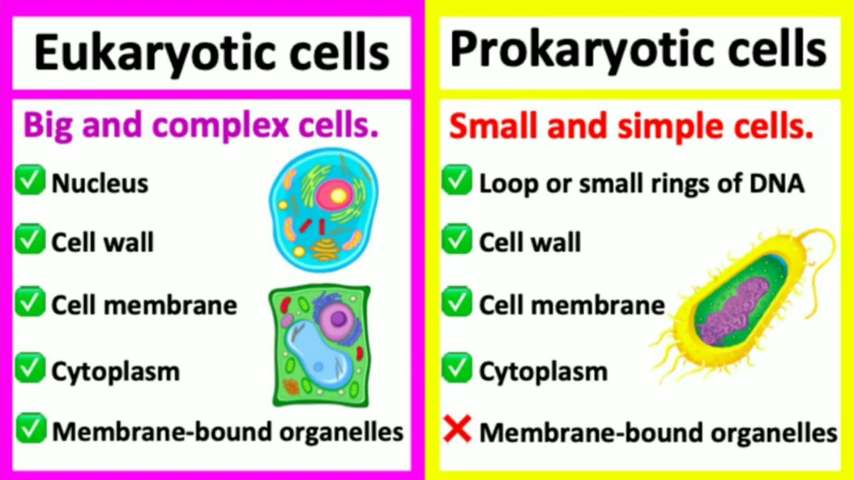 Eukaryotic cells
Big and complex cells.
✅ Nucleus
✅ Cell wall
✅ Cell membrane
✅ Cytoplasm
✅ Membrane-bound organelles
Prokaryotic cells
Small and simple cells.
✅ Loop or small rings of DNA
✅ Cell wall
✅ Cell membrane
✅ Cytoplasm
❌ Membrane-bound organelles